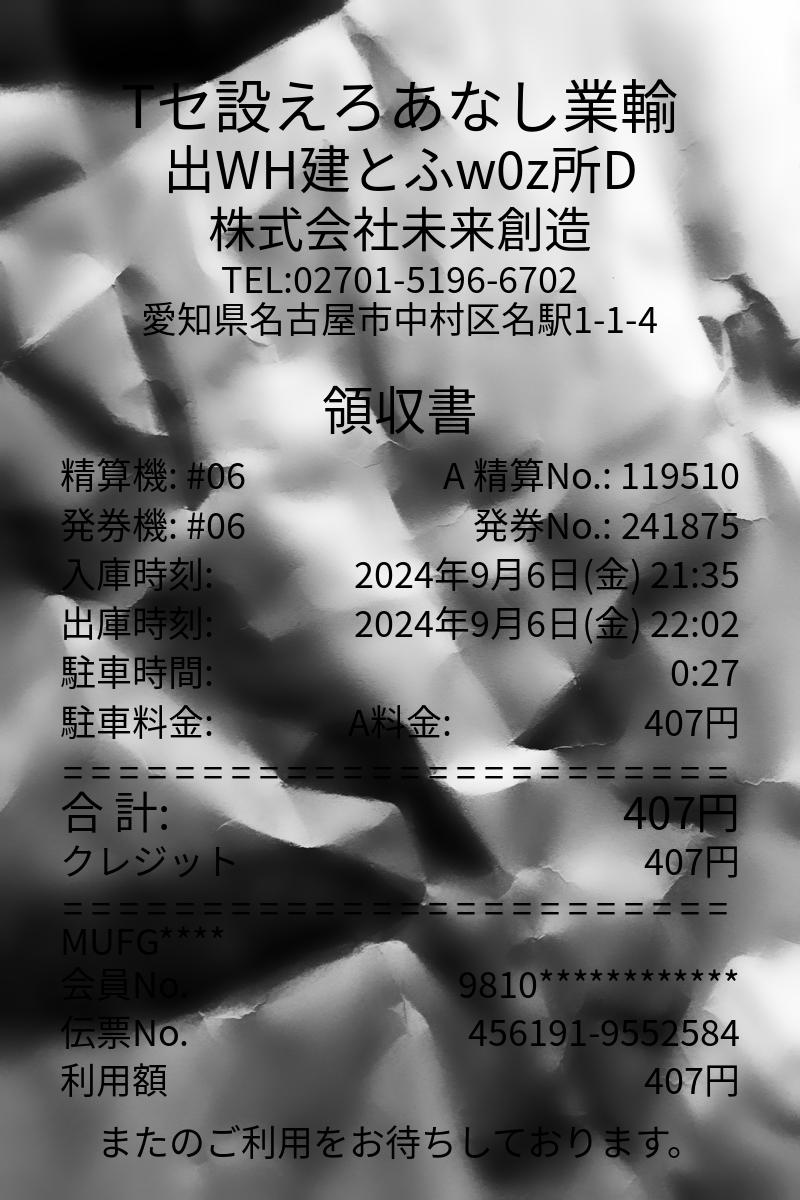 Tセ設えろあなし業輸
出WH建とふw0z所D
株式会社未来創造
TEL:02701-5196-6702
愛知県名古屋市中村区名駅1-1-4
領収書
精算機: #06 A 精算No.: 119510
発券機: #06 発券No.: 241875
入庫時刻: 2024年9月6日(金) 21:35
出庫時刻: 2024年9月6日(金) 22:02
駐車時間: 0:27
駐車料金: A料金: 407円
========================
合 計: 407円
クレジット 407円
========================
MUFG****
会員No. 9810************
伝票No. 456191-9552584
利用額 407円
またのご利用をお待ちしております。